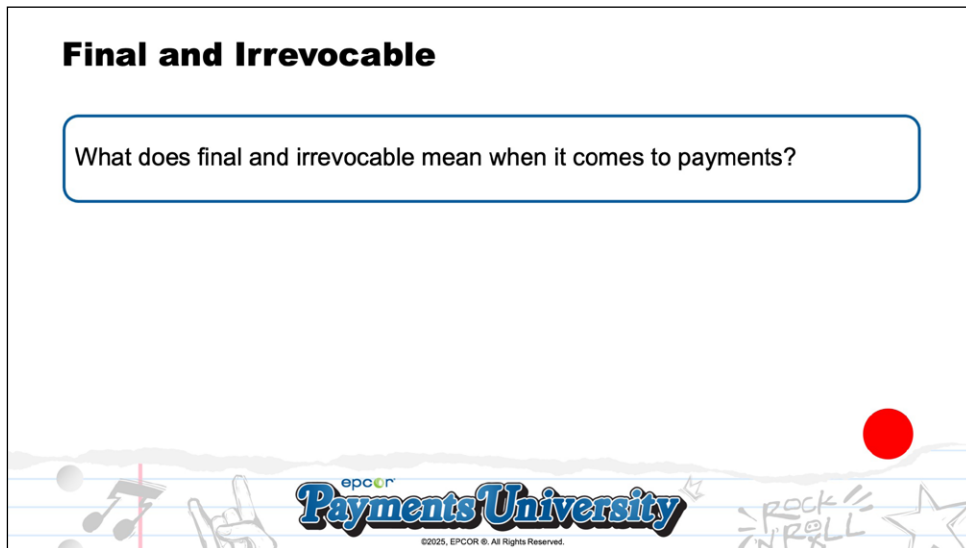 Final and Irrevocable
What does final and irrevocable mean when it comes to payments?
epcor
Payments University
©2025, EPCOR ®. All Rights Reserved.
ROCK
'N' ROLL